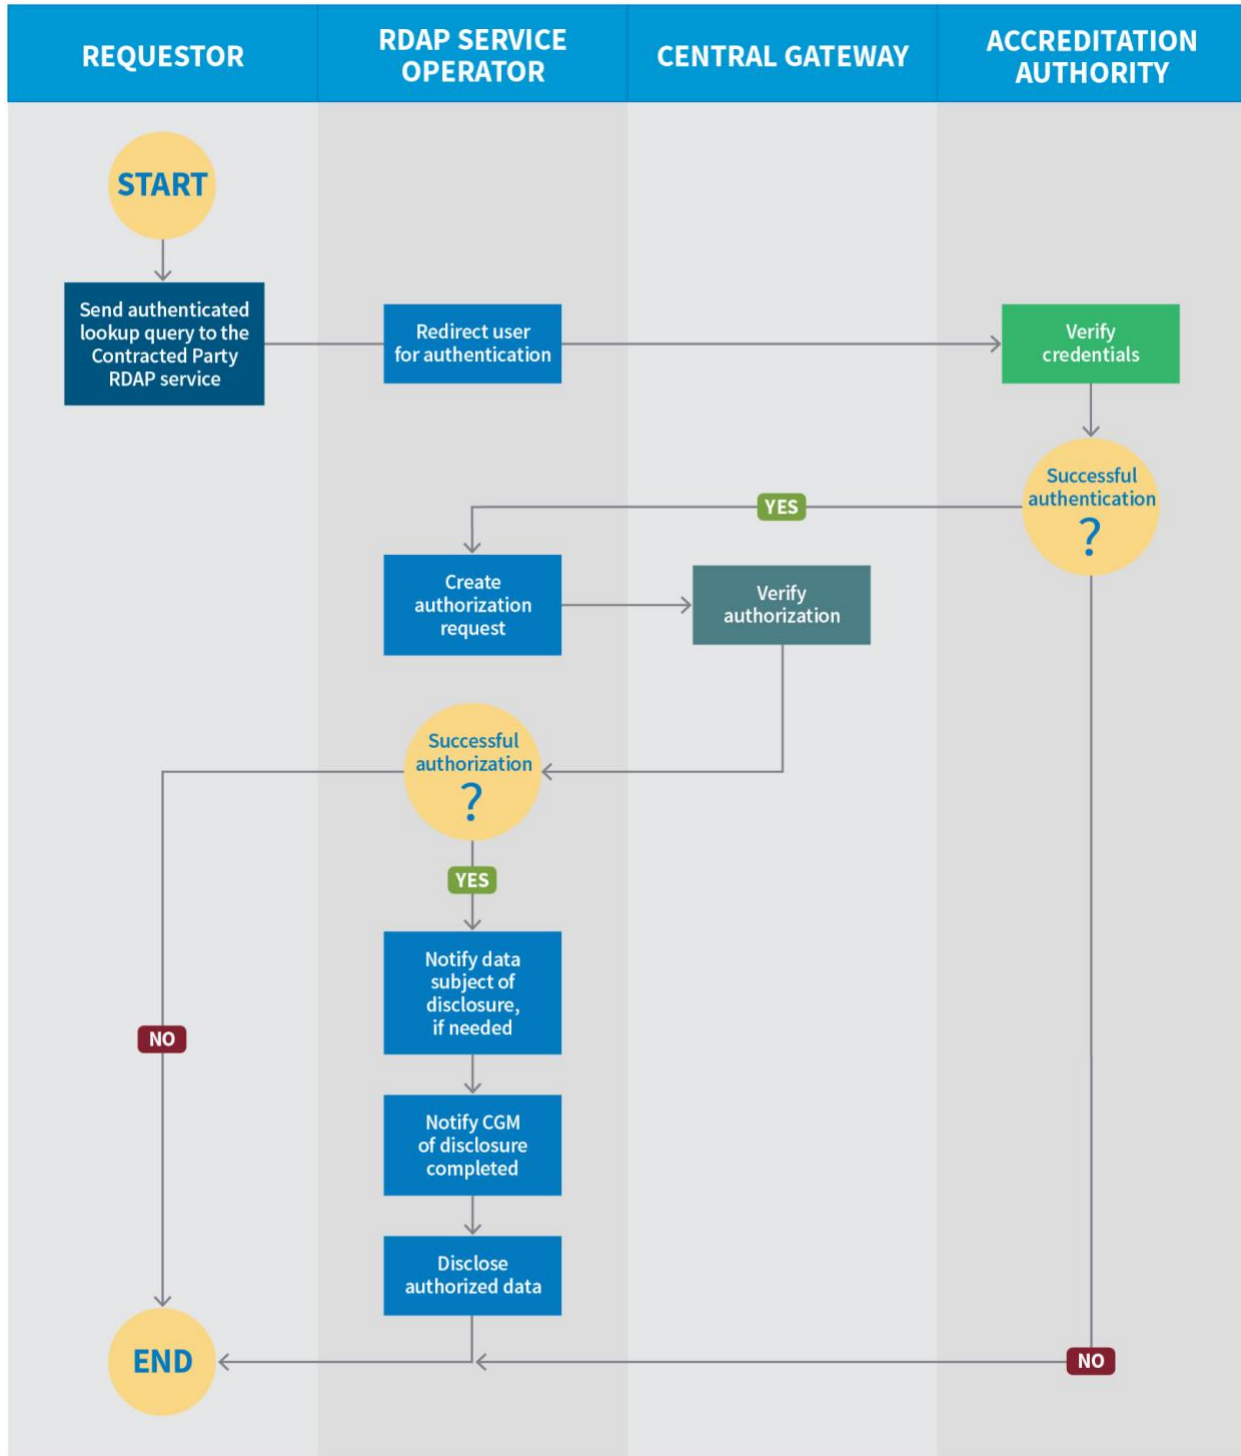 REQUESTOR
RDAP SERVICE
OPERATOR
CENTRAL GATEWAY
ACCREDITATION
AUTHORITY
START
Send authenticated
lookup query to the
Contracted Party
RDAP service
Redirect user
for authentication
Verify
credentials
Successful
authentication
?
YES
Create
authorization
request
Verify
authorization
Successful
authorization
?
YES
Notify data
subject of
disclosure,
if needed
NO
Notify CGM
of disclosure
completed
Disclose
authorized data
END
NO